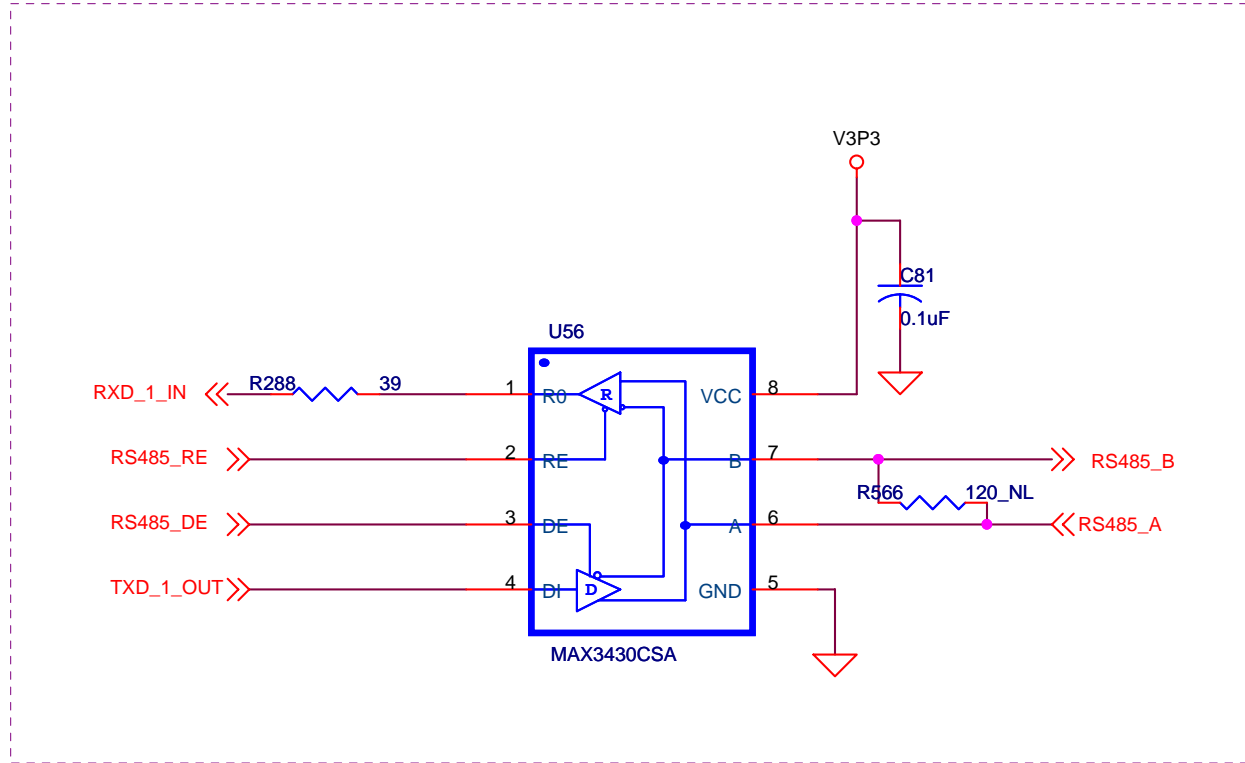 V3P3
C81
0.1uF
U56
RXD_1_IN
R288
39
1
R0
R
VCC
8
RS485_RE
2
RE
B
7
RS485_B
R566
120_NL
RS485_DE
3
DE
A
6
RS485_A
TXD_1_OUT
4
DI
D
GND
5
MAX3430CSA